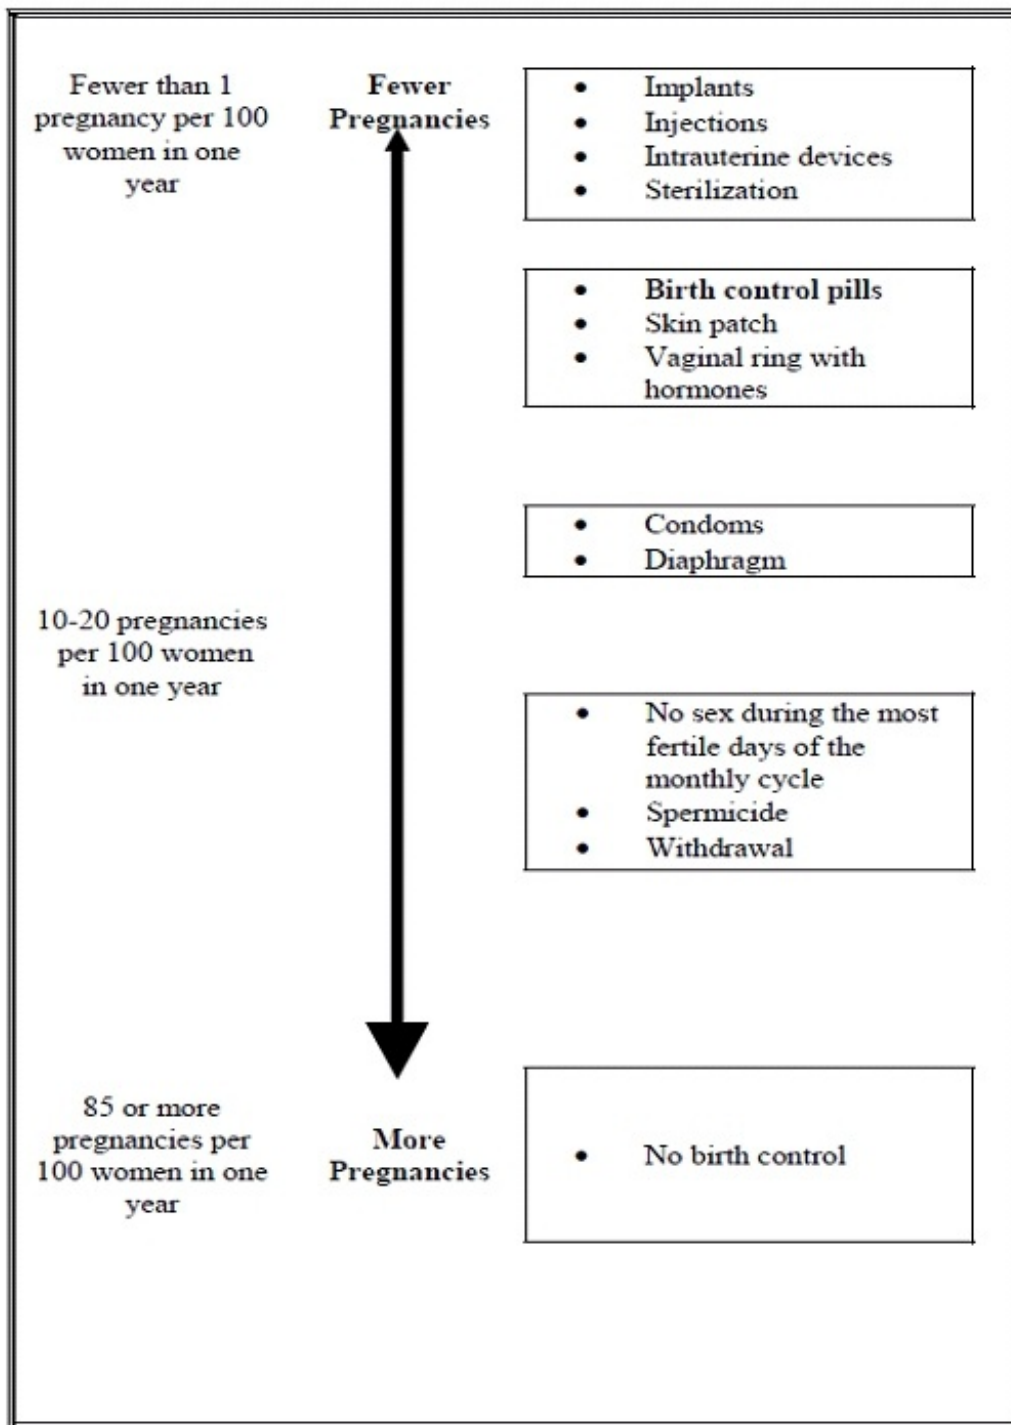 Fewer than 1
pregnancy per 100
women in one
year
Fewer
Pregnancies
• Implants
• Injections
• Intrauterine devices
• Sterilization
• Birth control pills
• Skin patch
• Vaginal ring with
hormones
• Condoms
• Diaphragm
10-20 pregnancies
per 100 women
in one year
• No sex during the most
fertile days of the
monthly cycle
• Spermicide
• Withdrawal
85 or more
pregnancies per
100 women in one
year
More
Pregnancies
• No birth control